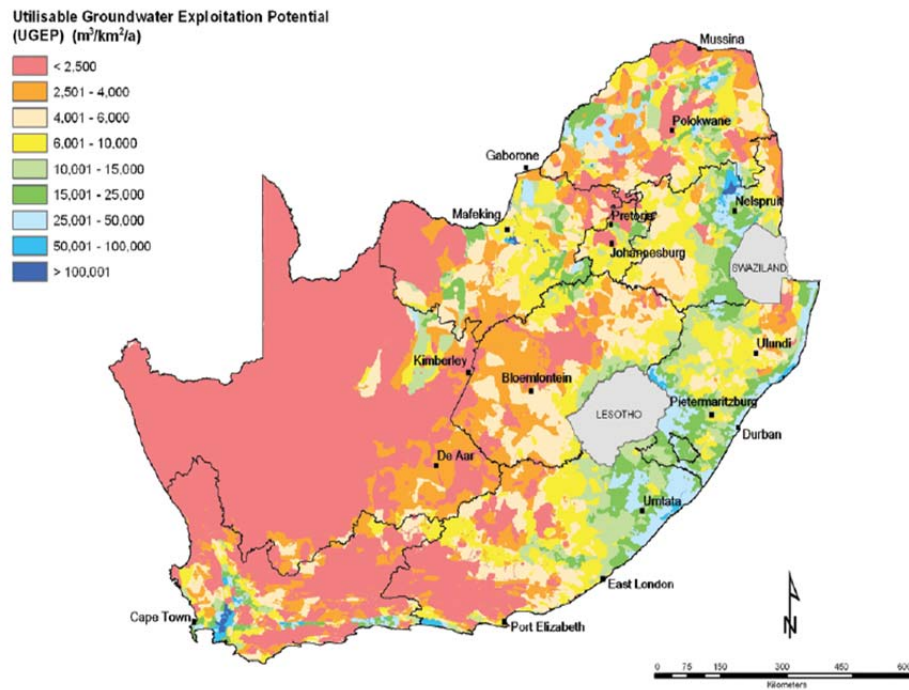 Utilisable Groundwater Exploitation Potential
(UGEP) (m³/km²/a)
< 2,500
2,501 - 4,000
4,001 - 6,000
6,001 - 10,000
10,001 - 15,000
15,001 - 25,000
25,001 - 50,000
50,001 - 100,000
> 100,001
Mussina
Polokwane
Gaborone
Mafeking
Pretoria
Nelspruit
Johannesburg
SWAZILAND
Kimberley
Ulundi
Bloemfontein
LESOTHO
Pietermaritzburg
Durban
De Aar
Umtata
East London
Cape Town
Port Elizabeth
N
0 75 150 300 450 600
Kilometers